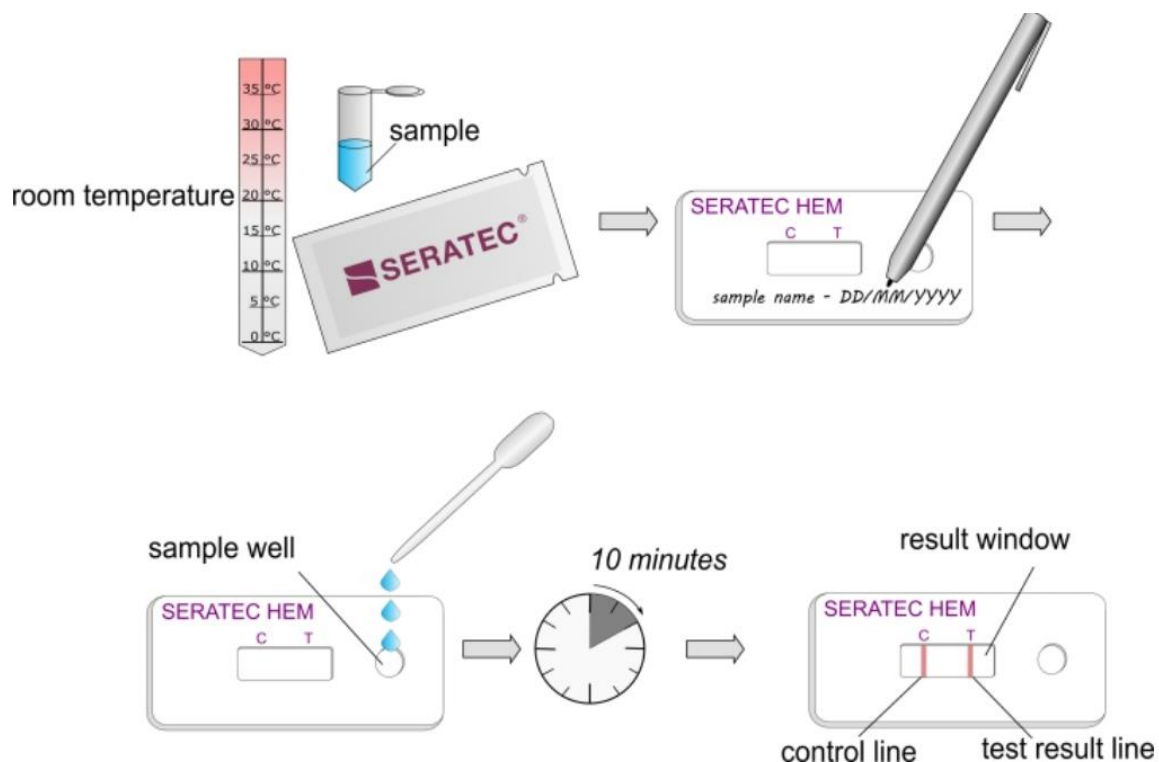 35 °C
30 °C
25 °C
20 °C
15 °C
10 °C
5 °C
0 °C
room temperature
sample
SERATEC®
SERATEC HEM
C T
sample name - DD/MM/YYYY
sample well
SERATEC HEM
C T
10 minutes
result window
SERATEC HEM
C T
control line
test result line